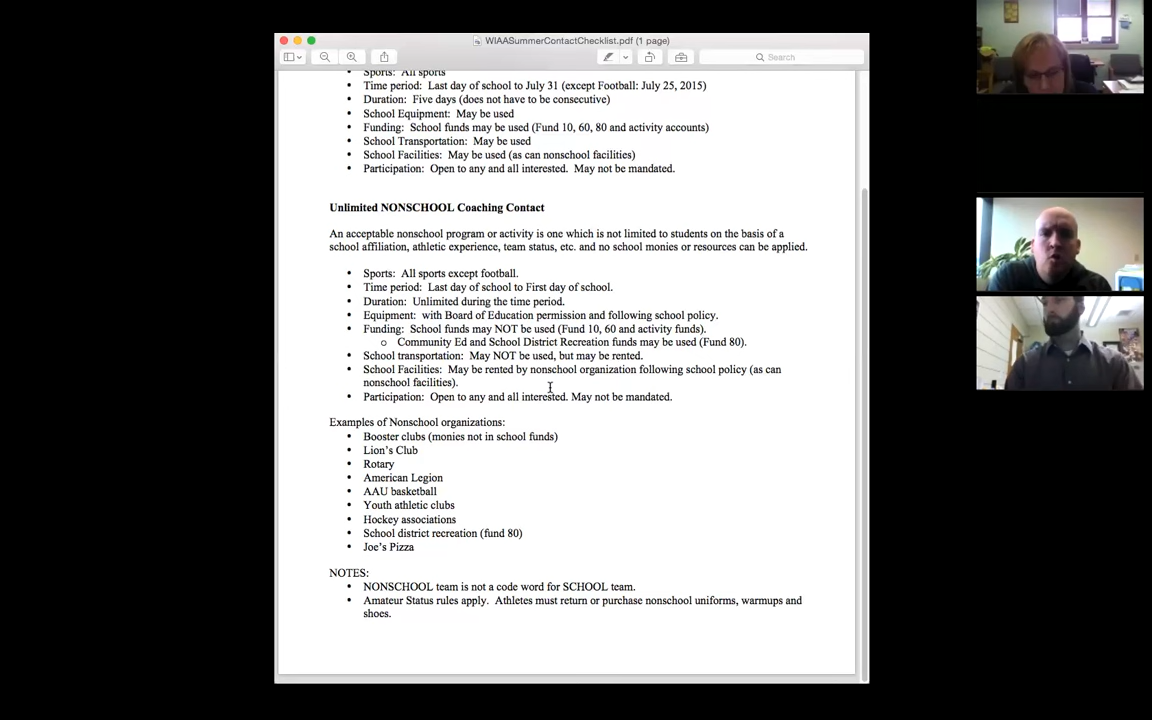 WIAASummerContactChecklist.pdf (1 page)
Search
• Sports: All sports
• Time period: Last day of school to July 31 (except Football: July 25, 2015)
• Duration: Five days (does not have to be consecutive)
• School Equipment: May be used
• Funding: School funds may be used (Fund 10, 60, 80 and activity accounts)
• School Transportation: May be used
• School Facilities: May be used (as can nonschool facilities)
• Participation: Open to any and all interested. May not be mandated.
Unlimited NONSCHOOL Coaching Contact
An acceptable nonschool program or activity is one which is not limited to students on the basis of a
school affiliation, athletic experience, team status, etc. and no school monies or resources can be applied.
• Sports: All sports except football.
• Time period: Last day of school to First day of school.
• Duration: Unlimited during the time period.
• Equipment: with Board of Education permission and following school policy.
• Funding: School funds may NOT be used (Fund 10, 60 and activity funds).
o Community Ed and School District Recreation funds may be used (Fund 80).
• School transportation: May NOT be used, but may be rented.
• School Facilities: May be rented by nonschool organization following school policy (as can
nonschool facilities).
• Participation: Open to any and all interested. May not be mandated.
Examples of Nonschool organizations:
• Booster clubs (monies not in school funds)
• Lion's Club
• Rotary
• American Legion
• AAU basketball
• Youth athletic clubs
• Hockey associations
• School district recreation (fund 80)
• Joe's Pizza
NOTES:
• NONSCHOOL team is not a code word for SCHOOL team.
• Amateur Status rules apply. Athletes must return or purchase nonschool uniforms, warmups and
shoes.